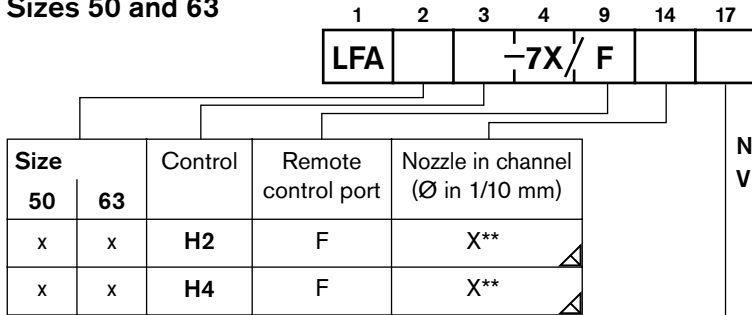 Sizes 50 and 63
1 2 3 4 9 14 17
LFA –7X/ F
Size Control Remote control port Nozzle in channel (Ø in 1/10 mm)
50 63
x x H2 F X**
x x H4 F X**
N
V